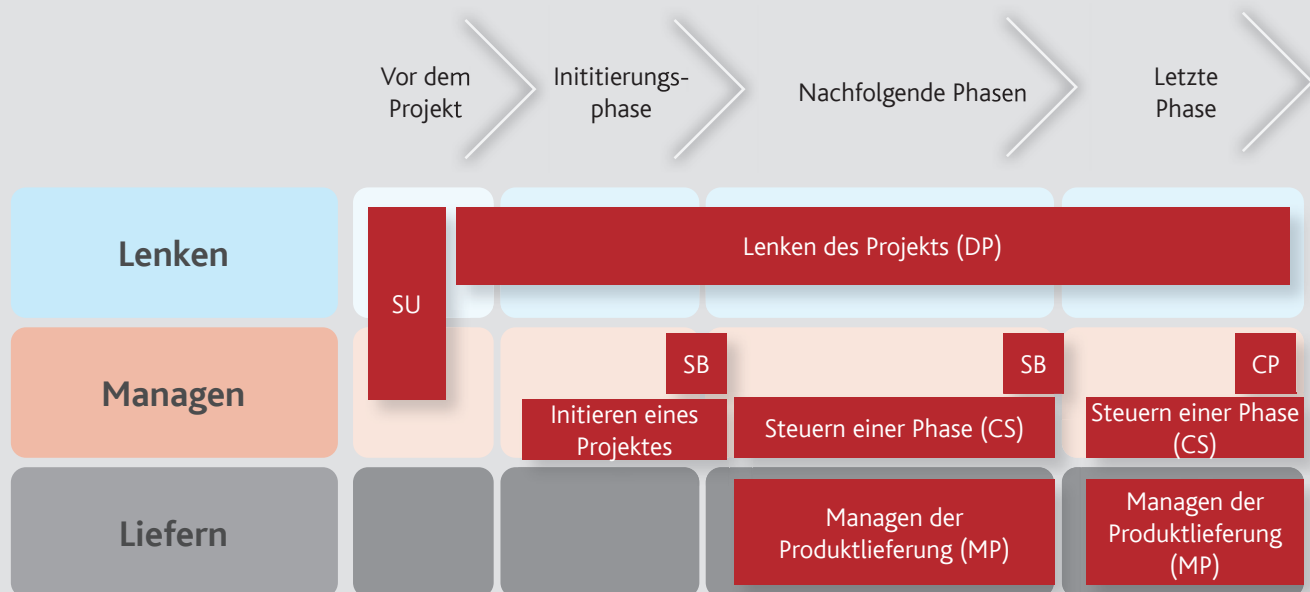 Vor dem
Projekt
Inititierungs-
phase
Nachfolgende Phasen
Letzte
Phase
Lenken
SU
Lenken des Projekts (DP)
Managen
SB
SB
CP
Initieren eines
Projektes
Steuern einer Phase (CS)
Steuern einer Phase
(CS)
Liefern
Managen der
Produktlieferung (MP)
Managen der
Produktlieferung
(MP)